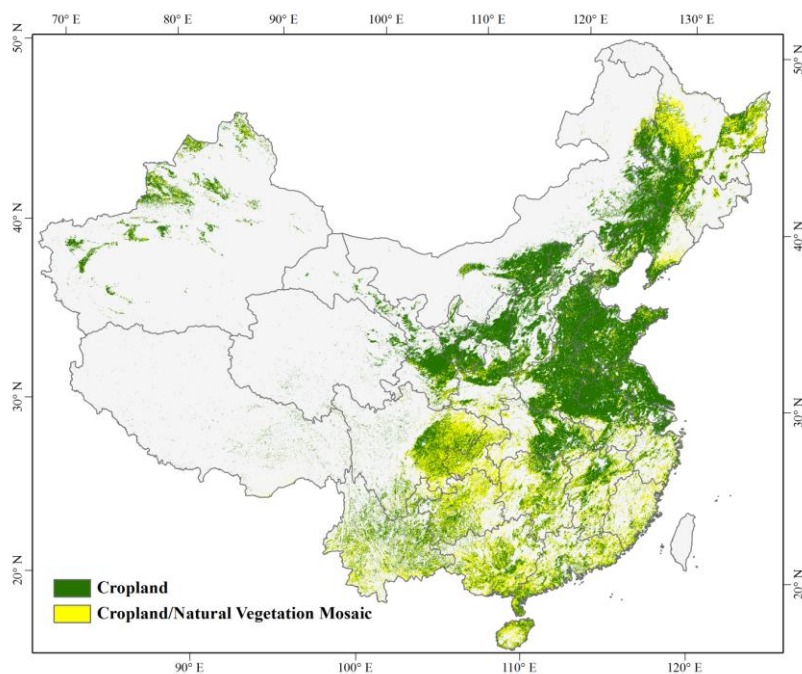 70° E 80° E 90° E 100° E 110° E 120° E 130° E
50° N 50° N
40° N 40° N
30° N 30° N
20° N 20° N
Cropland
Cropland/Natural Vegetation Mosaic
90° E 100° E 110° E 120° E